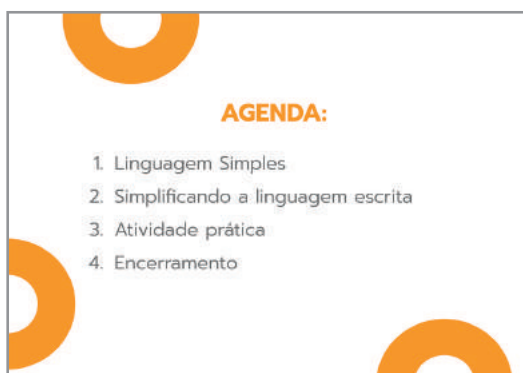 AGENDA:
1. Linguagem Simples
2. Simplificando a linguagem escrita
3. Atividade prática
4. Encerramento